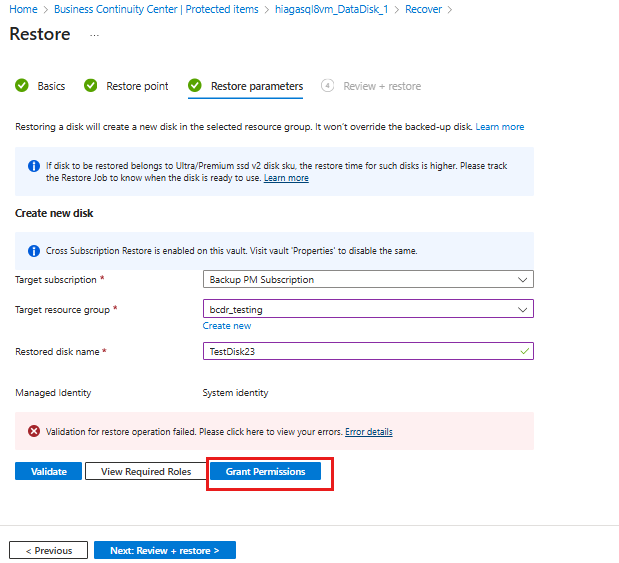 Home > Business Continuity Center | Protected items > hiagasql8vm_DataDisk_1 > Recover >
Restore ...
Basics Restore point Restore parameters 4 Review + restore
Restoring a disk will create a new disk in the selected resource group. It won't override the backed-up disk. Learn more
If disk to be restored belongs to Ultra/Premium ssd v2 disk sku, the restore time for such disks is higher. Please track
the Restore Job to know when the disk is ready to use. Learn more
Create new disk
Cross Subscription Restore is enabled on this vault. Visit vault 'Properties' to disable the same.
Target subscription * Backup PM Subscription
Target resource group * bcdr_testing
Create new
Restored disk name * TestDisk23
Managed Identity System identity
Validation for restore operation failed. Please click here to view your errors. Error details
Validate View Required Roles Grant Permissions
< Previous Next: Review + restore >